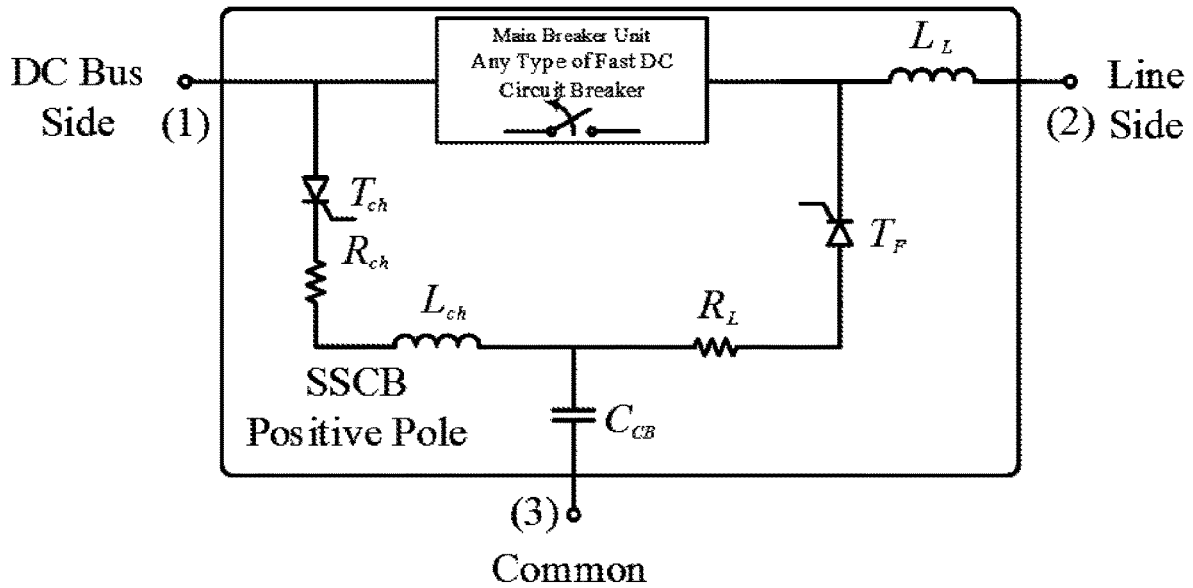 Main Breaker Unit
Any Type of Fast DC
Circuit Breaker
L_L
DC Bus
Side
(1)
Line
Side
(2)
T_ch
T_F
R_ch
L_ch
R_L
SSCB
Positive Pole
C_CB
(3)
Common